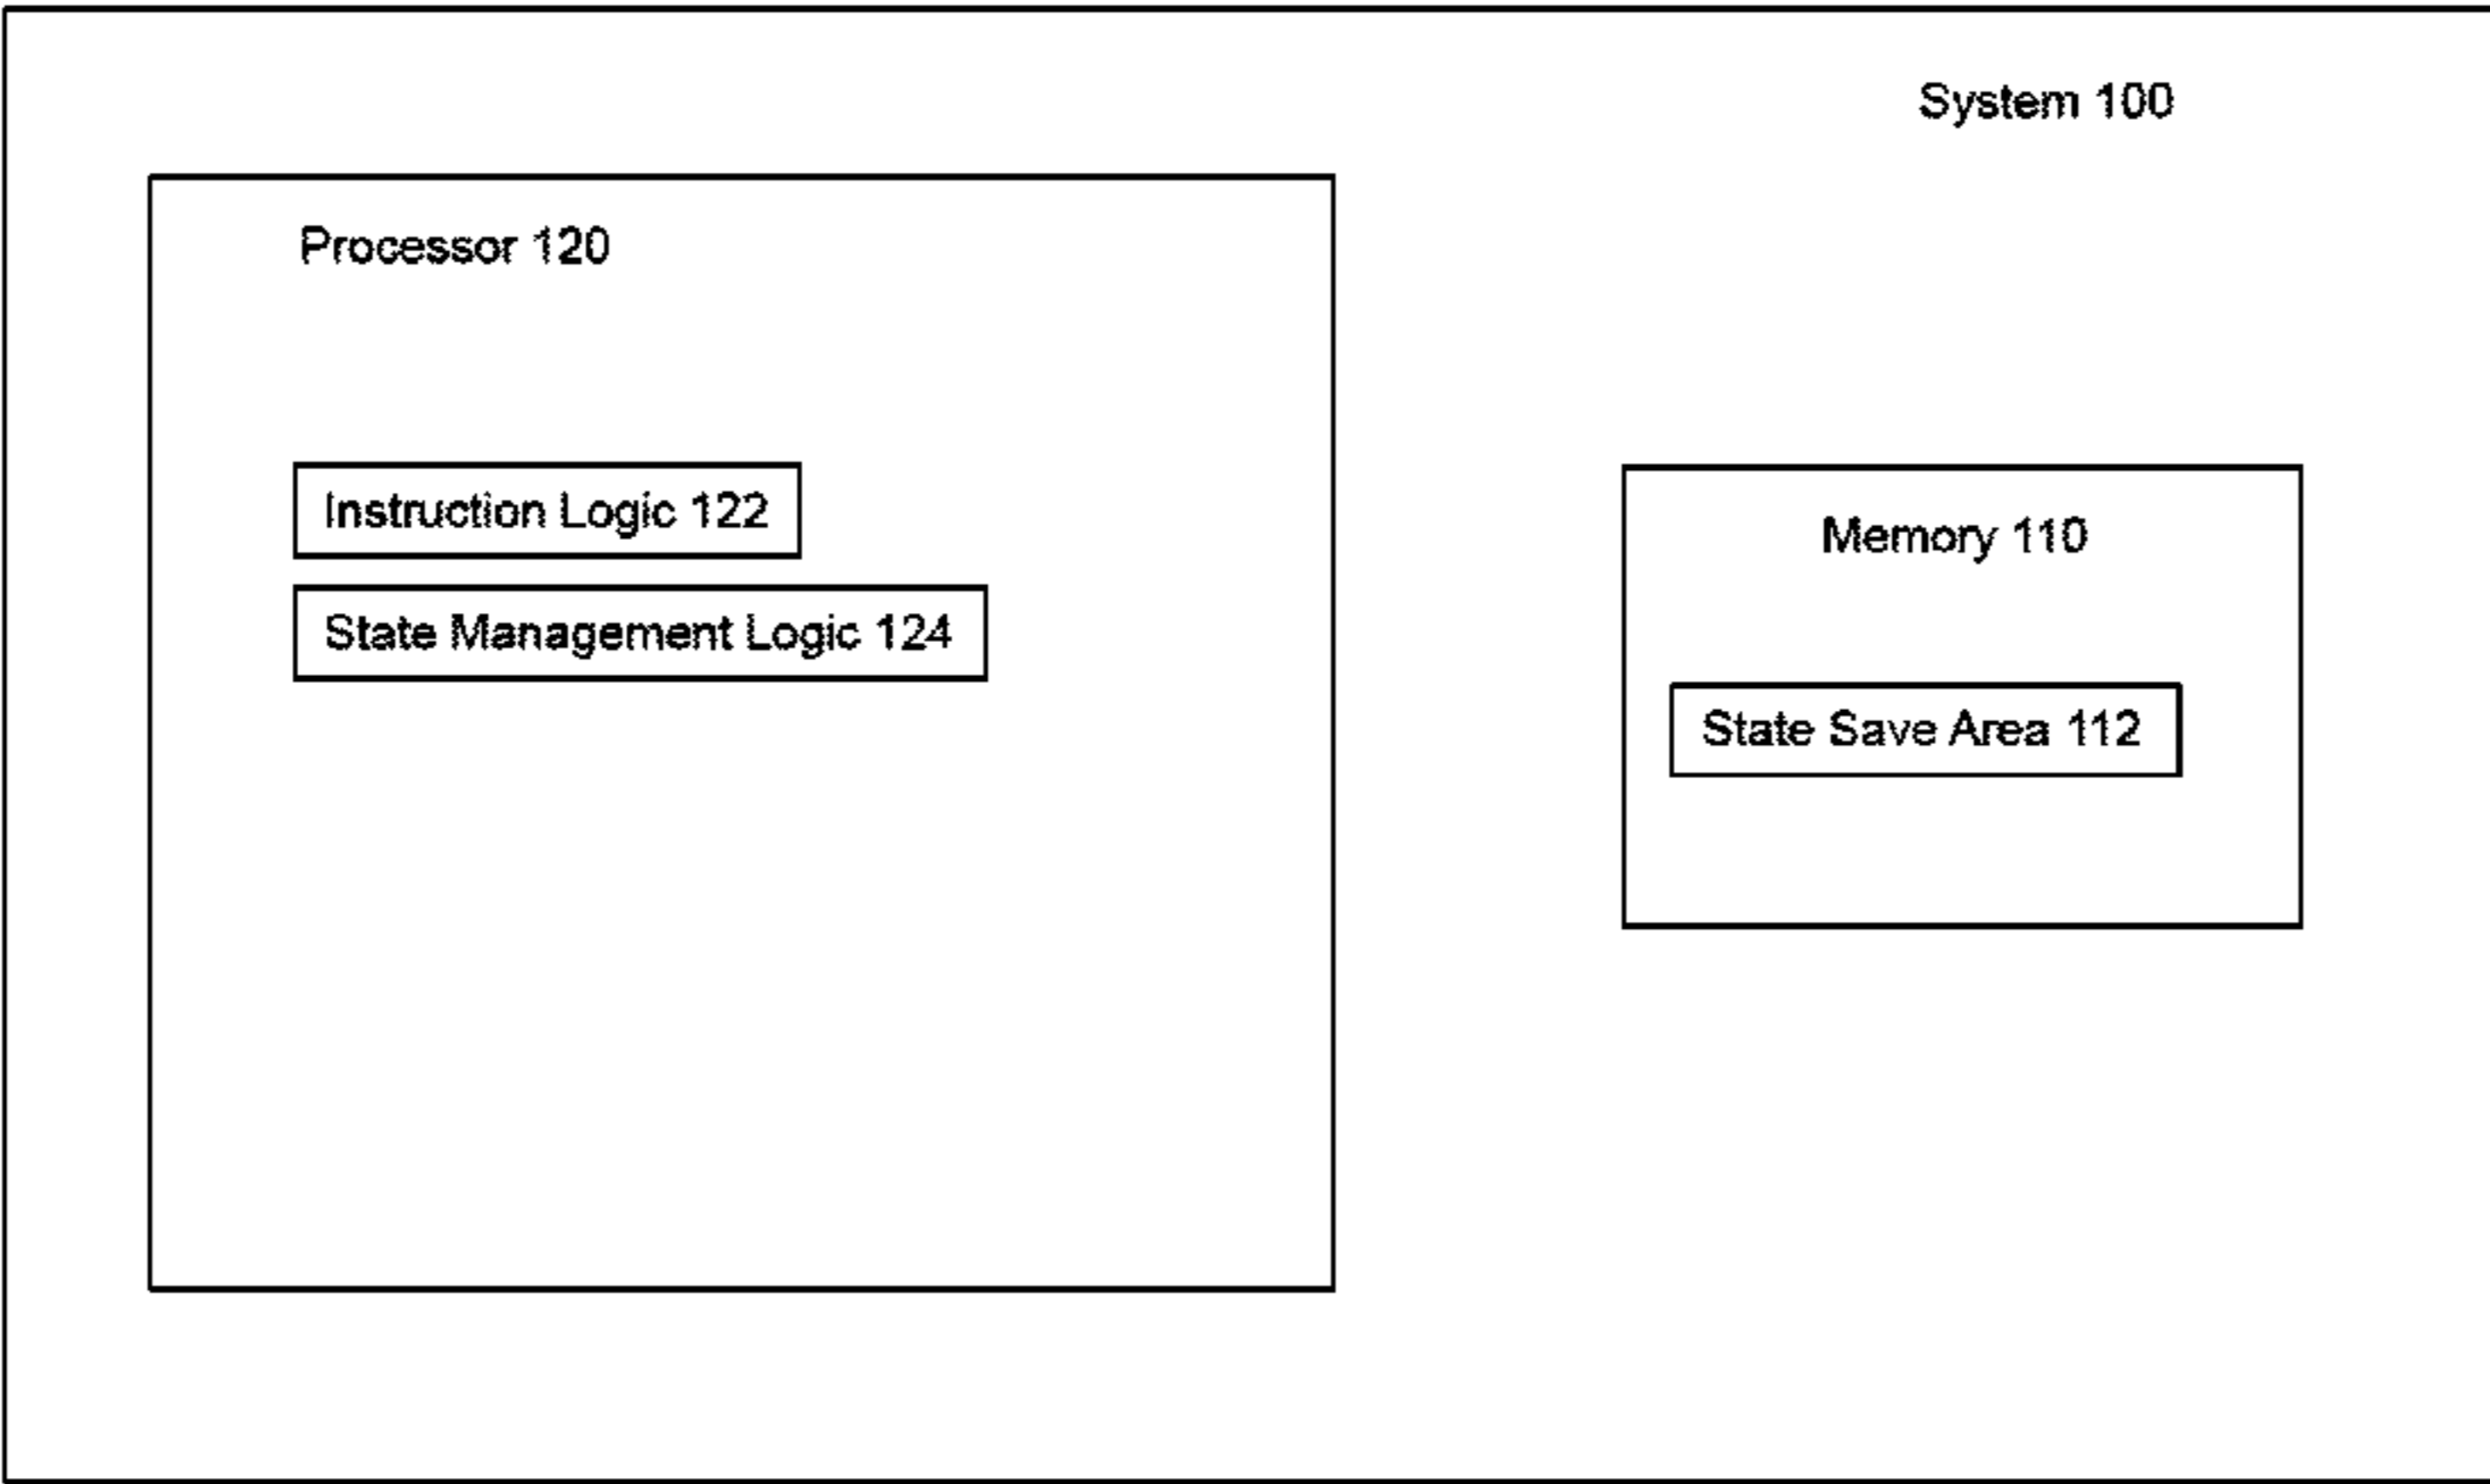 System 100
Processor 120
Instruction Logic 122
Memory 110
State Management Logic 124
State Save Area 112